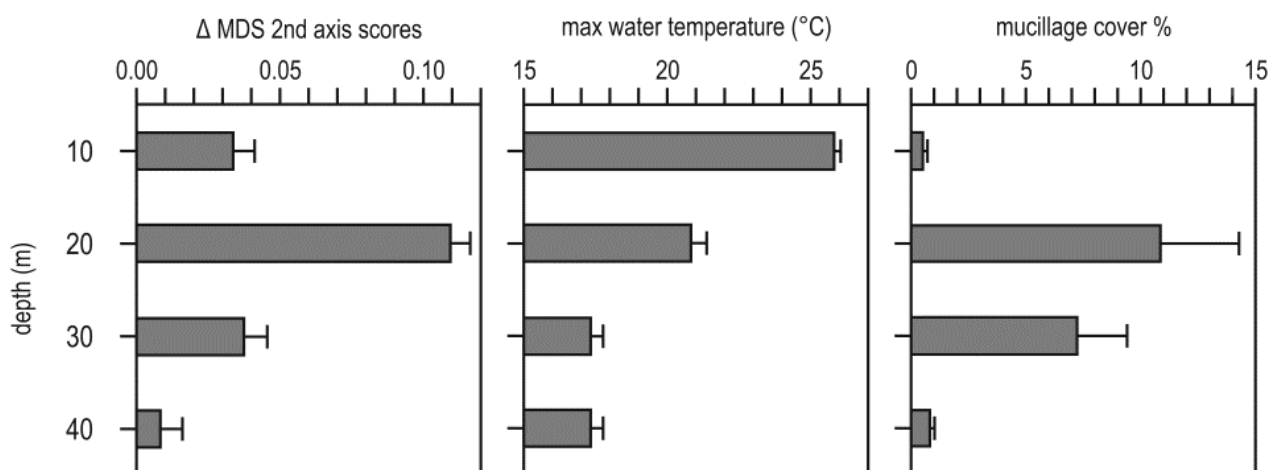 Δ MDS 2nd axis scores
0.00 0.05 0.10
max water temperature (°C)
15 20 25
mucillage cover %
0 5 10 15
depth (m)
10
20
30
40